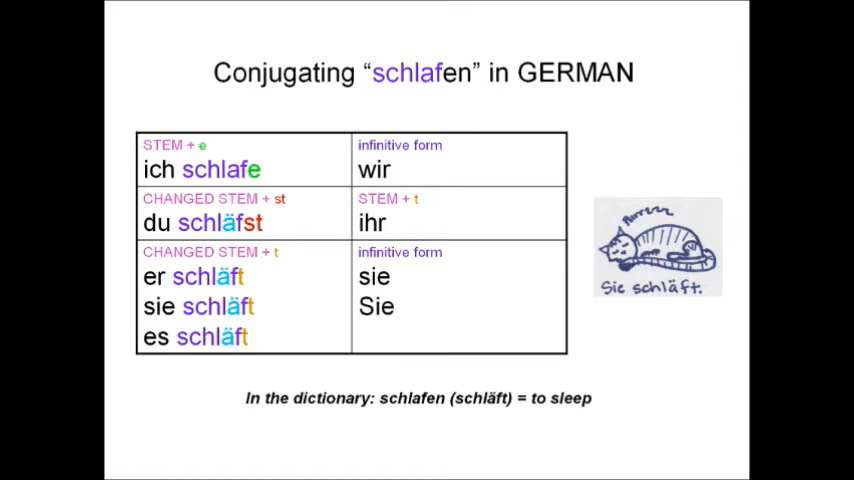 Conjugating “schlafen” in GERMAN
STEM + e
ich schlafe
infinitive form
wir
CHANGED STEM + st
du schläfst
STEM + t
ihr
CHANGED STEM + t
er schläft
sie schläft
es schläft
infinitive form
sie
Sie
Purrrr
Sie schläft.
In the dictionary: schlafen (schläft) = to sleep